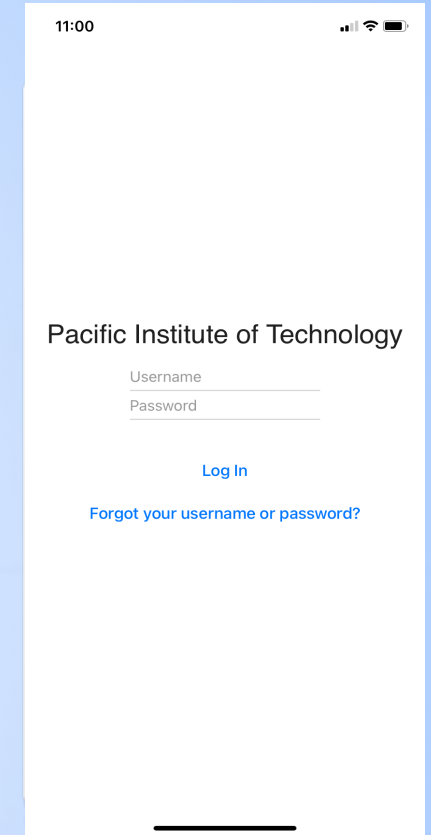 11:00
Pacific Institute of Technology
Username
Password
Log In
Forgot your username or password?